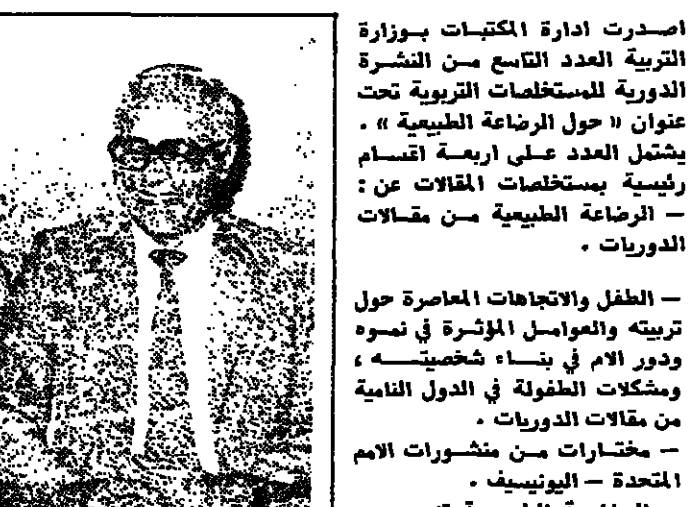 اصدرت ادارة المكتبات بوزارة
التربية العدد التاسع من النشرة
الدورية للمستخلصات التربوية تحت
عنوان « حول الرضاعة الطبيعية » .
يشتمل العدد على اربعة اقسام
رئيسية بمستخلصات المقالات عن :
— الرضاعة الطبيعية من مقالات
الدوريات .
— الطفل والاتجاهات المعاصرة حول
تربيته والعوامل المؤثرة في نموه
ودور الام في بناء شخصيته ،
ومشكلات الطفولة في الدول النامية
من مقالات الدوريات .
— مختارات من منشورات الامم
المتحدة — اليونيسيف .